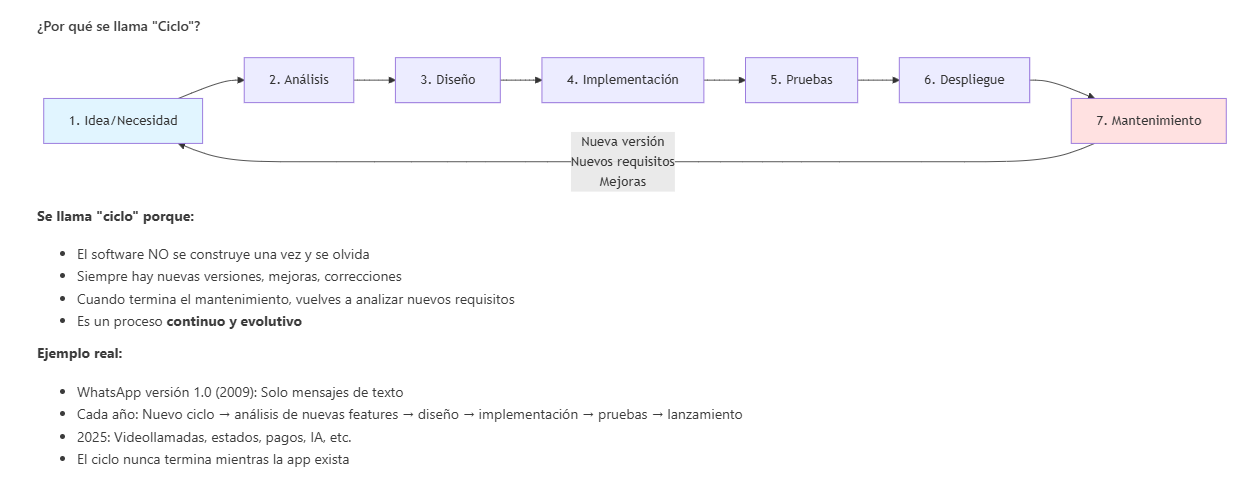 ¿Por qué se llama "Ciclo"?
1. Idea/Necesidad
2. Análisis
3. Diseño
4. Implementación
5. Pruebas
6. Despliegue
7. Mantenimiento
Nueva versión
Nuevos requisitos
Mejoras
Se llama "ciclo" porque:
• El software NO se construye una vez y se olvida
• Siempre hay nuevas versiones, mejoras, correcciones
• Cuando termina el mantenimiento, vuelves a analizar nuevos requisitos
• Es un proceso continuo y evolutivo
Ejemplo real:
• WhatsApp versión 1.0 (2009): Solo mensajes de texto
• Cada año: Nuevo ciclo → análisis de nuevas features → diseño → implementación → pruebas → lanzamiento
• 2025: Videollamadas, estados, pagos, IA, etc.
• El ciclo nunca termina mientras la app exista